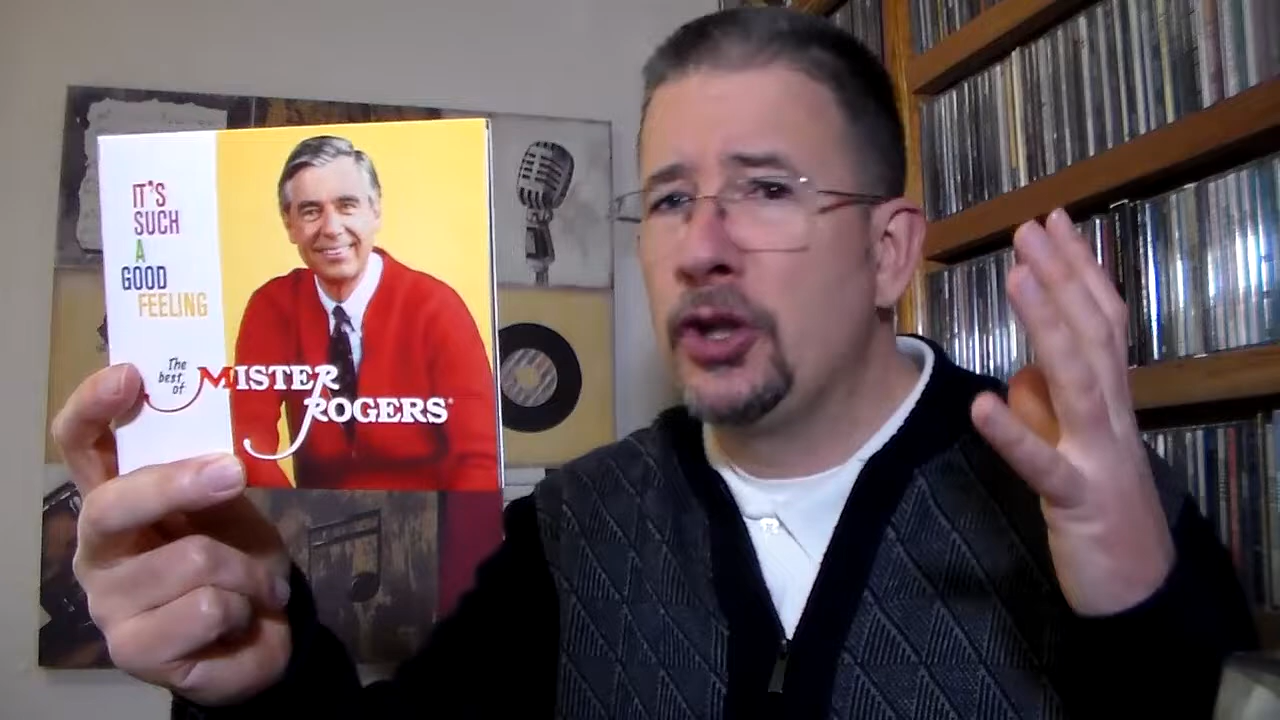 IT'S
SUCH
A
GOOD
FEELING
The
best
of
MISTER
ROGERS®